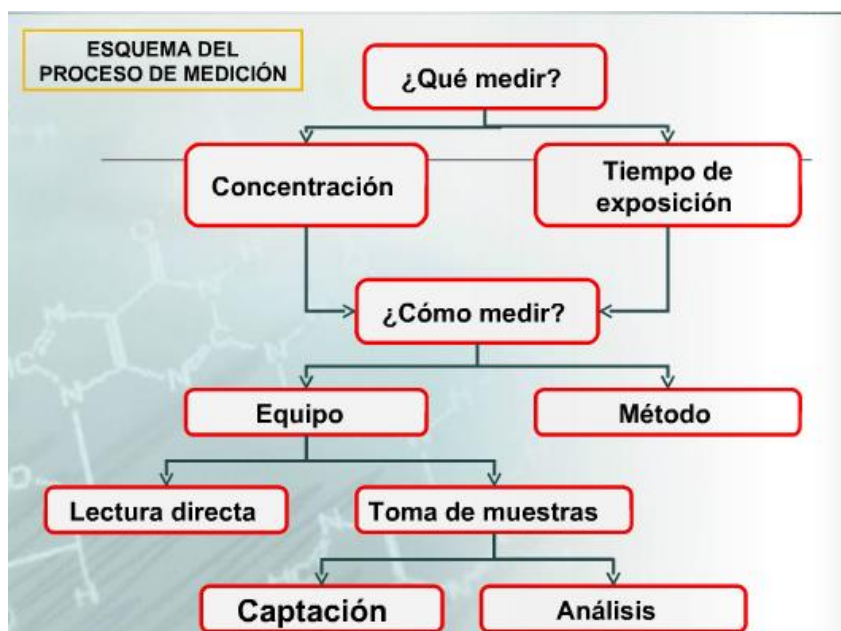 ESQUEMA DEL
PROCESO DE MEDICIÓN
¿Qué medir?
Concentración
Tiempo de
exposición
¿Cómo medir?
Equipo
Método
Lectura directa
Toma de muestras
Captación
Análisis